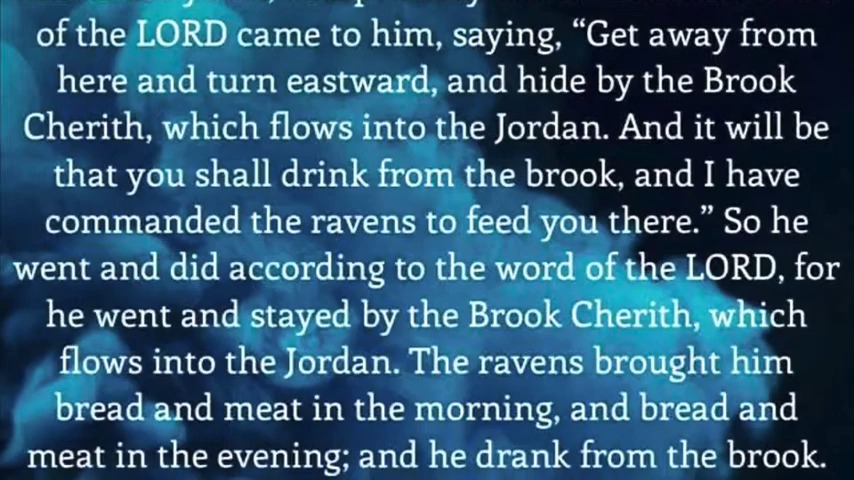 of the LORD came to him, saying, “Get away from
here and turn eastward, and hide by the Brook
Cherith, which flows into the Jordan. And it will be
that you shall drink from the brook, and I have
commanded the ravens to feed you there.” So he
went and did according to the word of the LORD, for
he went and stayed by the Brook Cherith, which
flows into the Jordan. The ravens brought him
bread and meat in the morning, and bread and
meat in the evening; and he drank from the brook.